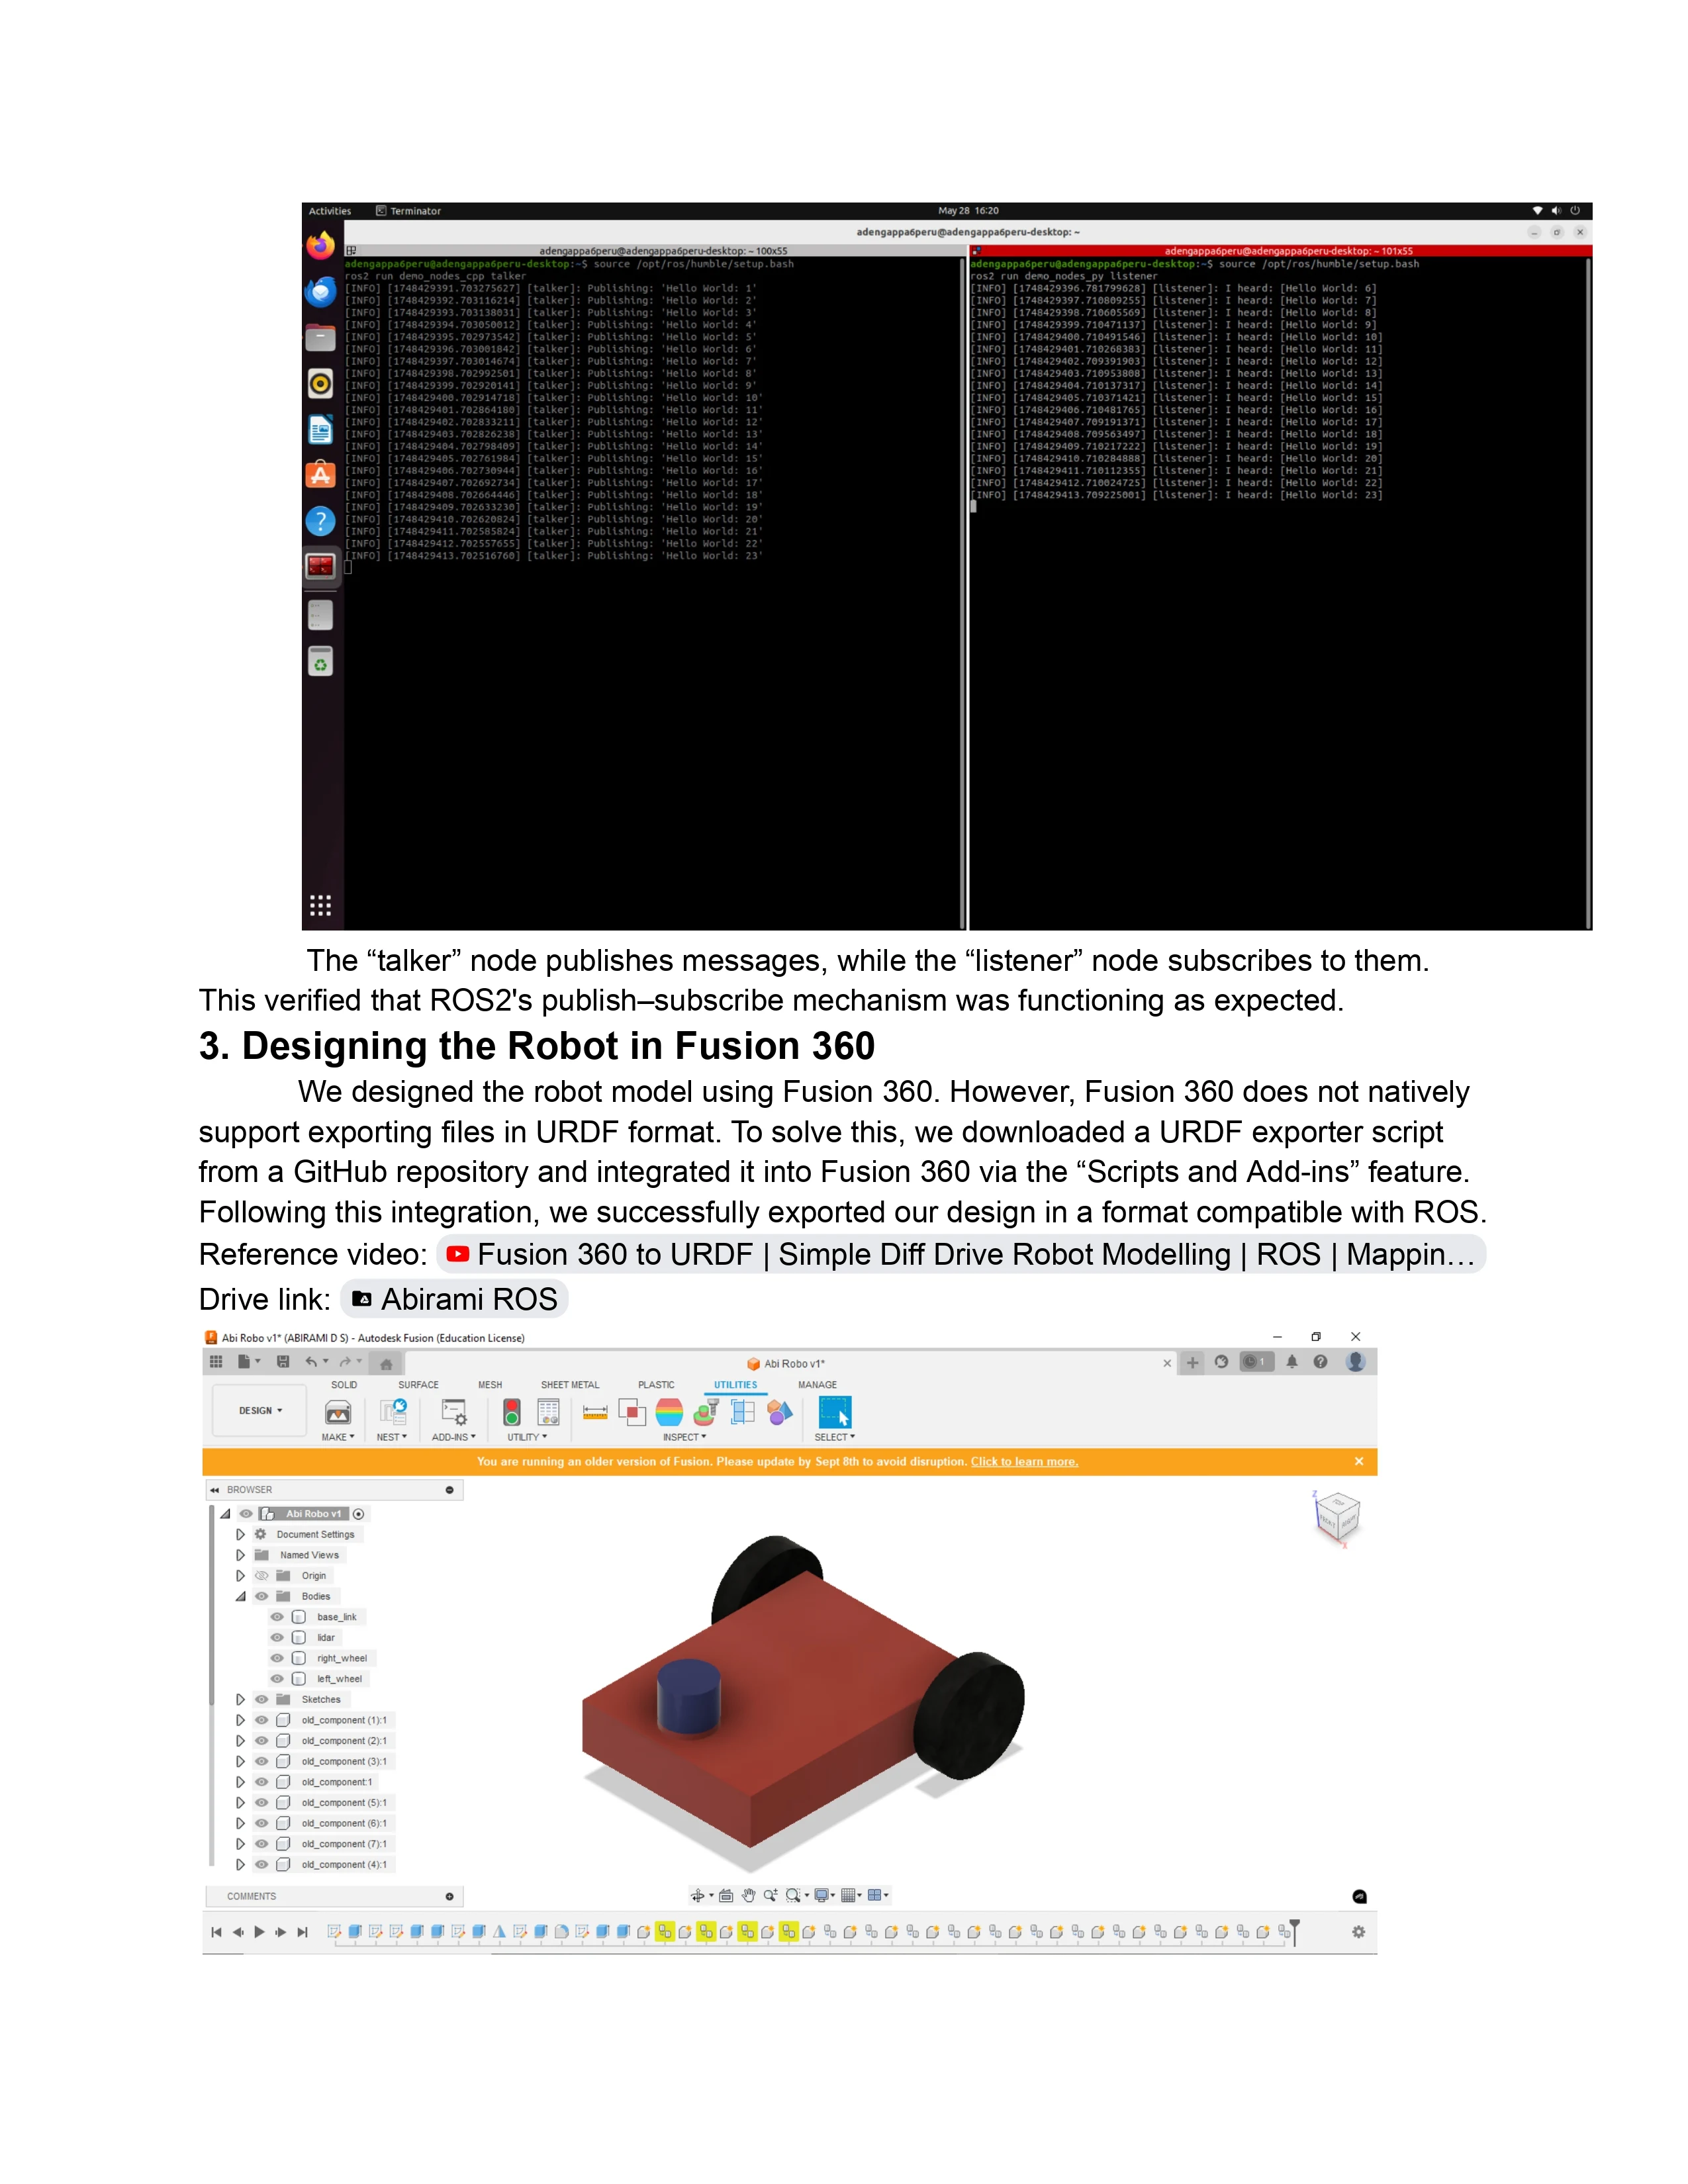 Activities Terminator May 28 16:20
adengappa6peru@adengappa6peru-desktop: ~
adengappa6peru@adengappa6peru-desktop: ~ 100x55
adengappa6peru@adengappa6peru-desktop:~$ source /opt/ros/humble/setup.bash
ros2 run demo_nodes_cpp talker
[INFO] [1748429391.703275627] [talker]: Publishing: 'Hello World: 1'
[INFO] [1748429392.703116214] [talker]: Publishing: 'Hello World: 2'
[INFO] [1748429393.703138031] [talker]: Publishing: 'Hello World: 3'
[INFO] [1748429394.703050012] [talker]: Publishing: 'Hello World: 4'
[INFO] [1748429395.702973542] [talker]: Publishing: 'Hello World: 5'
[INFO] [1748429396.703001842] [talker]: Publishing: 'Hello World: 6'
[INFO] [1748429397.703014674] [talker]: Publishing: 'Hello World: 7'
[INFO] [1748429398.702992501] [talker]: Publishing: 'Hello World: 8'
[INFO] [1748429399.702920141] [talker]: Publishing: 'Hello World: 9'
[INFO] [1748429400.702914718] [talker]: Publishing: 'Hello World: 10'
[INFO] [1748429401.702864180] [talker]: Publishing: 'Hello World: 11'
[INFO] [1748429402.702833211] [talker]: Publishing: 'Hello World: 12'
[INFO] [1748429403.702826238] [talker]: Publishing: 'Hello World: 13'
[INFO] [1748429404.702798409] [talker]: Publishing: 'Hello World: 14'
[INFO] [1748429405.702761984] [talker]: Publishing: 'Hello World: 15'
[INFO] [1748429406.702730944] [talker]: Publishing: 'Hello World: 16'
[INFO] [1748429407.702692734] [talker]: Publishing: 'Hello World: 17'
[INFO] [1748429408.702664446] [talker]: Publishing: 'Hello World: 18'
[INFO] [1748429409.702633230] [talker]: Publishing: 'Hello World: 19'
[INFO] [1748429410.702620824] [talker]: Publishing: 'Hello World: 20'
[INFO] [1748429411.702585824] [talker]: Publishing: 'Hello World: 21'
[INFO] [1748429412.702557655] [talker]: Publishing: 'Hello World: 22'
[INFO] [1748429413.702516760] [talker]: Publishing: 'Hello World: 23'
adengappa6peru@adengappa6peru-desktop: ~ 101x55
adengappa6peru@adengappa6peru-desktop:~$ source /opt/ros/humble/setup.bash
ros2 run demo_nodes_py listener
[INFO] [1748429396.781799628] [listener]: I heard: [Hello World: 6]
[INFO] [1748429397.710809255] [listener]: I heard: [Hello World: 7]
[INFO] [1748429398.710605569] [listener]: I heard: [Hello World: 8]
[INFO] [1748429399.710471137] [listener]: I heard: [Hello World: 9]
[INFO] [1748429400.710491546] [listener]: I heard: [Hello World: 10]
[INFO] [1748429401.710268383] [listener]: I heard: [Hello World: 11]
[INFO] [1748429402.709391903] [listener]: I heard: [Hello World: 12]
[INFO] [1748429403.710953808] [listener]: I heard: [Hello World: 13]
[INFO] [1748429404.710137317] [listener]: I heard: [Hello World: 14]
[INFO] [1748429405.710371421] [listener]: I heard: [Hello World: 15]
[INFO] [1748429406.710481765] [listener]: I heard: [Hello World: 16]
[INFO] [1748429407.709191371] [listener]: I heard: [Hello World: 17]
[INFO] [1748429408.709563497] [listener]: I heard: [Hello World: 18]
[INFO] [1748429409.710217222] [listener]: I heard: [Hello World: 19]
[INFO] [1748429410.710284888] [listener]: I heard: [Hello World: 20]
[INFO] [1748429411.710112355] [listener]: I heard: [Hello World: 21]
[INFO] [1748429412.710024725] [listener]: I heard: [Hello World: 22]
[INFO] [1748429413.709225001] [listener]: I heard: [Hello World: 23]
The “talker” node publishes messages, while the “listener” node subscribes to them.
This verified that ROS2's publish–subscribe mechanism was functioning as expected.
3. Designing the Robot in Fusion 360
We designed the robot model using Fusion 360. However, Fusion 360 does not natively
support exporting files in URDF format. To solve this, we downloaded a URDF exporter script
from a GitHub repository and integrated it into Fusion 360 via the “Scripts and Add-ins” feature.
Following this integration, we successfully exported our design in a format compatible with ROS.
Reference video: Fusion 360 to URDF | Simple Diff Drive Robot Modelling | ROS | Mappin…
Drive link: Abirami ROS
Abi Robo v1* (ABIRAMI D S) - Autodesk Fusion (Education License)
Abi Robo v1* 1
SOLID SURFACE MESH SHEET METAL PLASTIC UTILITIES MANAGE
DESIGN
MAKE NEST ADD-INS UTILITY INSPECT SELECT
You are running an older version of Fusion. Please update by Sept 8th to avoid disruption. Click to learn more.
BROWSER
Abi Robo v1
Document Settings
Named Views
Origin
Bodies
base_link
lidar
right_wheel
left_wheel
Sketches
old_component (1):1
old_component (2):1
old_component (3):1
old_component:1
old_component (5):1
old_component (6):1
old_component (7):1
old_component (4):1
Z
TOP
FRONT RIGHT
X
COMMENTS